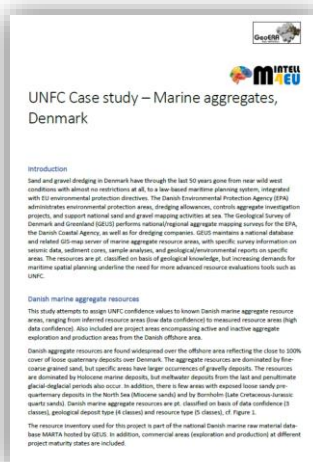 GeoERA
MINTELL
4EU
UNFC Case study – Marine aggregates,
Denmark
Introduction
Sand and gravel dredging in Denmark have through the last 50 years gone from near wild west
conditions with almost no restrictions at all, to a law-based maritime planning system, integrated
with EU environmental protection directives. The Danish Environmental Protection Agency (EPA)
administrates environmental protection areas, dredging allowances, controls aggregate investigation
projects, and support national sand and gravel mapping activities at sea. The Geological Survey of
Denmark and Greenland (GEUS) performs national/regional aggregate mapping surveys for the EPA,
the Danish Coastal Agency, as well as for dredging companies. GEUS maintains a national database
and related GIS-map server of marine aggregate resource areas, with specific survey information on
seismic data, sediment cores, sample analyses, and geological/environmental reports on specific
areas. The resources are pt. classified on basis of geological knowledge, but increasing demands for
maritime spatial planning underline the need for more advanced resource evaluations tools such as
UNFC.
Danish marine aggregate resources
This study attempts to assign UNFC confidence values to known Danish marine aggregate resource
areas, ranging from inferred resource areas (low data confidence) to measured resource areas (high
data confidence). Also included are project areas encompassing active and inactive aggregate
exploration and production areas from the Danish offshore area.
Danish aggregate resources are found widespread over the offshore area reflecting the close to 100%
cover of loose quaternary deposits over Denmark. The aggregate resources are dominated by fine-
coarse grained sand, but specific areas have larger occurrences of gravelly deposits. The resources
are dominated by Holocene marine deposits, but meltwater deposits from the last and penultimate
glacial-deglacial periods also occur. In addition, there is few areas with exposed loose sandy pre-
quarternary deposits in the North Sea (Miocene sands) and by Bornholm (Late Cretaceous-Jurassic
quartz sands). Danish marine aggregate resources are pt. classified on basis of data confidence (3
classes), geological deposit type (4 classes) and resource type (5 classes), cf. Figure 1.
The resource inventory used for this project is part of the national Danish marine raw material data-
base MARTA hosted by GEUS. In addition, commercial areas (exploration and production) at different
project maturity states are included.